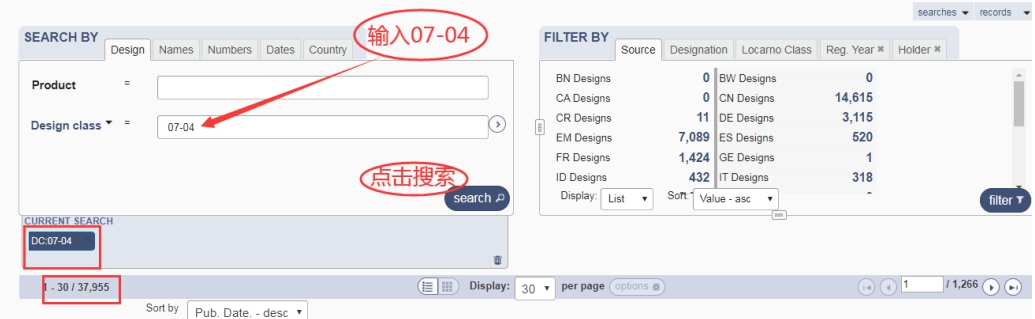 searches records
SEARCH BY
Design Names Numbers Dates Country
输入07-04
Product =
Design class = 07-04
点击搜索
search
CURRENT SEARCH
DC:07-04
FILTER BY
Source Designation Locarno Class Reg. Year Holder
BN Designs 0 BW Designs 0
CA Designs 0 CN Designs 14,615
CR Designs 11 DE Designs 3,115
EM Designs 7,089 ES Designs 520
FR Designs 1,424 GE Designs 1
ID Designs 432 IT Designs 318
Display: List Sort: Value - asc
filter
1 - 30 / 37,955
Display: 30 per page options
1 / 1,266
Sort by Pub. Date. - desc